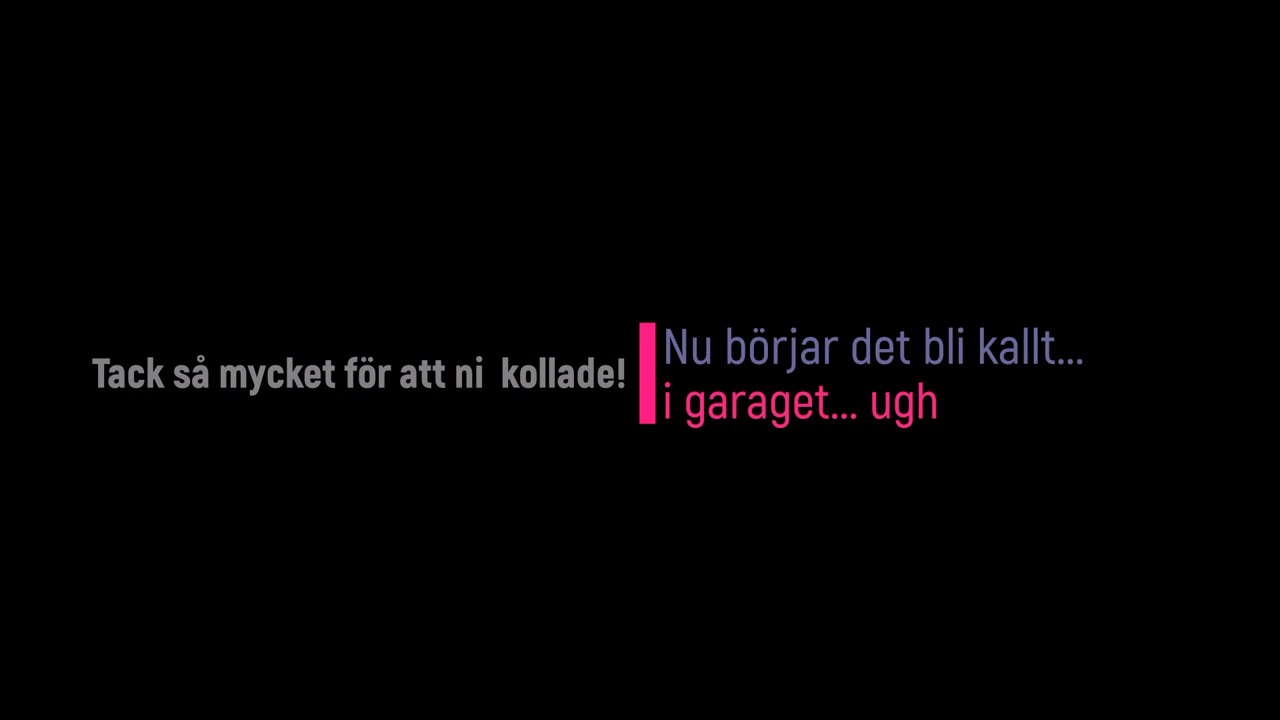 Tack så mycket för att ni  kollade!
Nu börjar det bli kallt...
i garaget... ugh